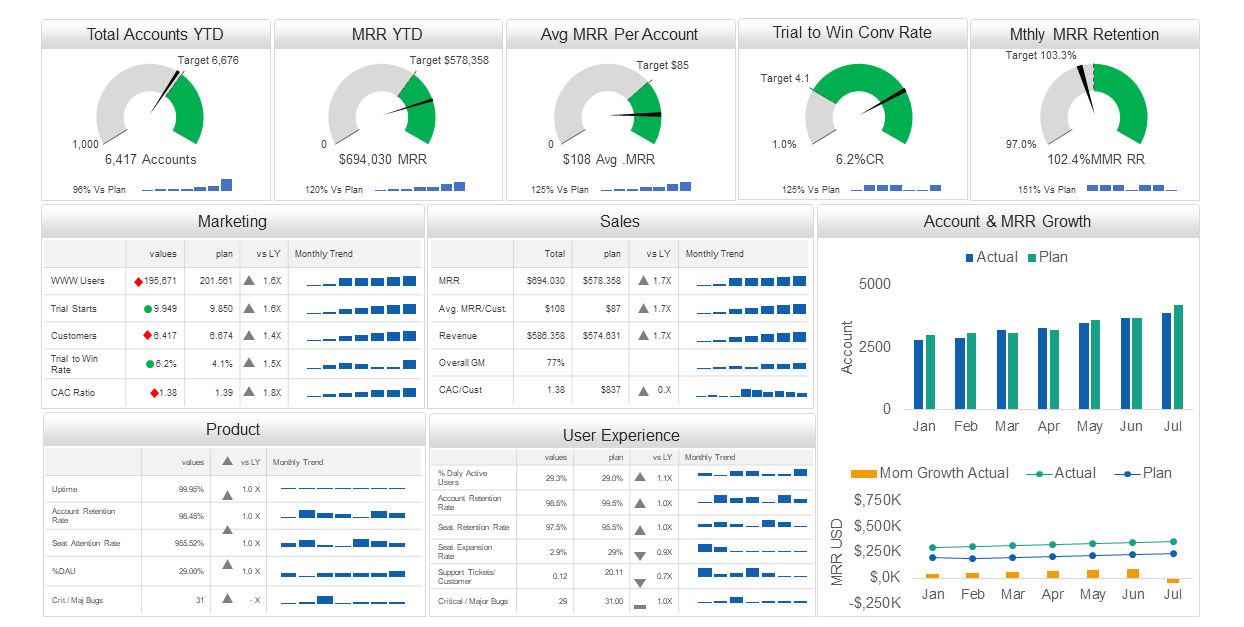 Total Accounts YTD
Target 6,676
1,000
6,417 Accounts
96% Vs Plan
MRR YTD
Target $578,358
0
$694,030 MRR
120% Vs Plan
Avg MRR Per Account
Target $85
0
$108 Avg .MRR
125% Vs Plan
Trial to Win Conv Rate
Target 4.1
1.0%
6.2%CR
125% Vs Plan
Mthly MRR Retention
Target 103.3%
97.0%
102.4%MMR RR
151% Vs Plan
Marketing
values plan vs LY Monthly Trend
WWW Users 195,671 201.561 1.6X
Trial Starts 9.949 9.850 1.6X
Customers 6.417 6.674 1.4X
Trial to Win
Rate 6.2% 4.1% 1.5X
CAC Ratio 1.38 1.39 1.8X
Sales
Total plan vs LY Monthly Trend
MRR $694.030 $578.358 1.7X
Avg. MRR/Cust. $108 $87 1.7X
Revenue $586.358 $574.631 1.7X
Overall GM 77%
CAC/Cust 1.38 $837 0.X
Account & MRR Growth
Actual Plan
5000
2500
0
Account
Jan Feb Mar Apr May Jun Jul
Mom Growth Actual Actual Plan
$,750K
$,500K
$,250K
$,0K
-$,250K
MRR USD
Jan Feb Mar Apr May Jun Jul
Product
values vs LY Monthly Trend
Uptime 99.95% 1.0 X
Account Retention
Rate 98.45% 1.0 X
Seat Attention Rate 955.52% 1.0 X
%DAU 29.00% 1.0 X
Crit / Maj Bugs 31 - X
User Experience
values plan vs LY Monthly Trend
% Daly Active
Users 29.3% 29.0% 1.1X
Account Retention
Rate 98.5% 99.5% 1.0X
Seat Retention Rate 97.5% 95.5% 1.0X
Seat Expansion
Rate 2.9% 29% 0.9X
Support Tickets/
Customer 0.12 20.11 0.7X
Critical / Major Bugs 29 31.00 1.0X